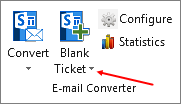 Convert
Blank
Ticket
Configure
Statistics
E-mail Converter